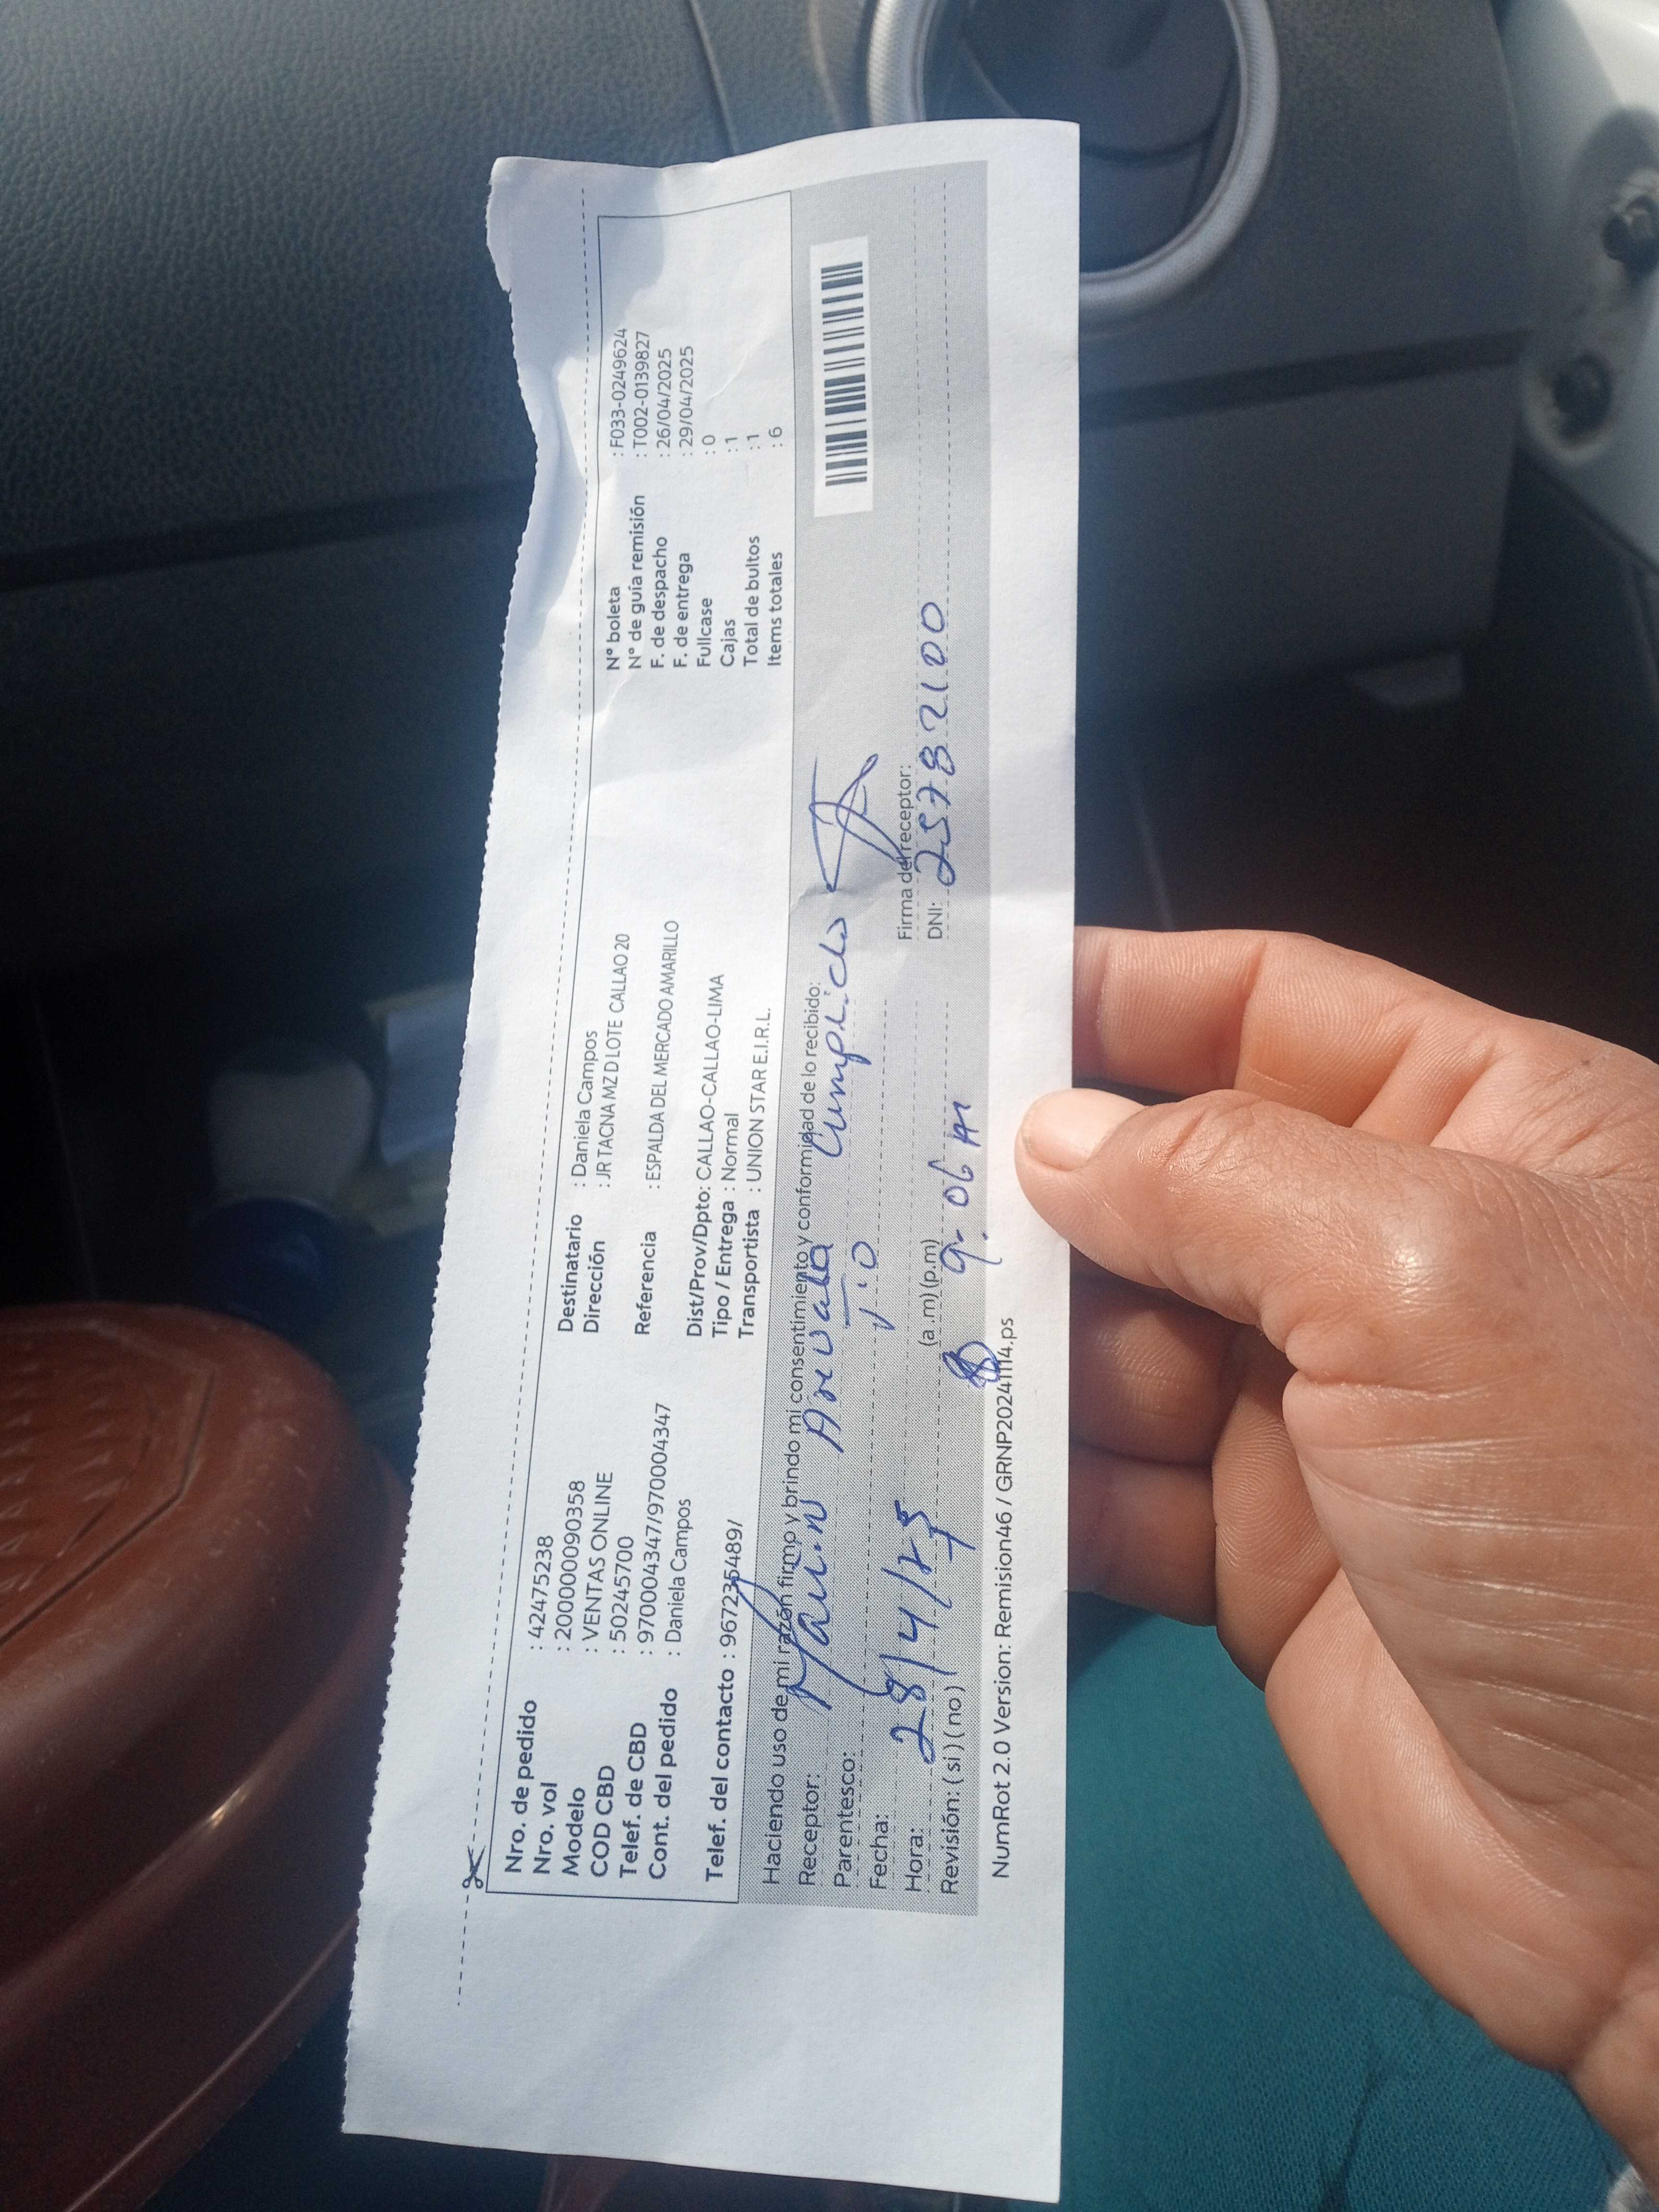 Nro. de pedido : 42475238
Nro. vol : 200000090358
Modelo : VENTAS ONLINE
COD CBD : 50245700
Telef. de CBD : 970004347/970004347
Cont. del pedido : Daniela Campos
Telef. del contacto : 967235489/
Destinatario : Daniela Campos
Dirección : JR TACNA MZ D LOTE CALLAO 20
Referencia : ESPALDA DEL MERCADO AMARILLO
Dist/Prov/Dpto: CALLAO-CALLAO-LIMA
Tipo / Entrega : Normal
Transportista : UNION STAR E.I.R.L.
N° boleta : F033-0249624
N° de guía remisión : T002-0139827
F. de despacho : 26/04/2025
F. de entrega : 29/04/2025
Fullcase : 0
Cajas : 1
Total de bultos : 1
Items totales : 6
Haciendo uso de mi razón firmo y brindo mi consentimiento y conformidad de lo recibido:
Receptor: Arevalo Cumplido
Parentesco: Tío
Fecha: 28/4/25
Hora: (a .m) (p.m) 9:06 A
Revisión: ( si ) ( no )
Firma del receptor:
DNI: 25782100
NumRot 2.0 Version: Remision46 / GRNP20241114.ps